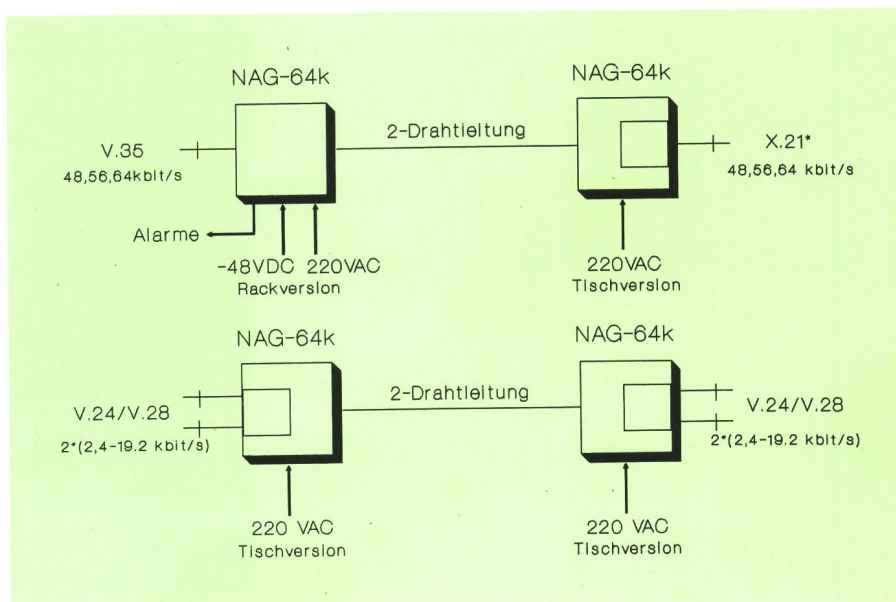 NAG-64k
NAG-64k
2-Drahtleitung
V.35
X.21*
48,56,64kbit/s
48,56,64 kbit/s
Alarme
-48VDC 220VAC
Rackversion
220VAC
Tischversion
NAG-64k
NAG-64k
2-Drahtleitung
V.24/V.28
V.24/V.28
2*(2,4-19.2 kbit/s)
2*(2,4-19.2 kbit/s)
220 VAC
Tischversion
220 VAC
Tischversion